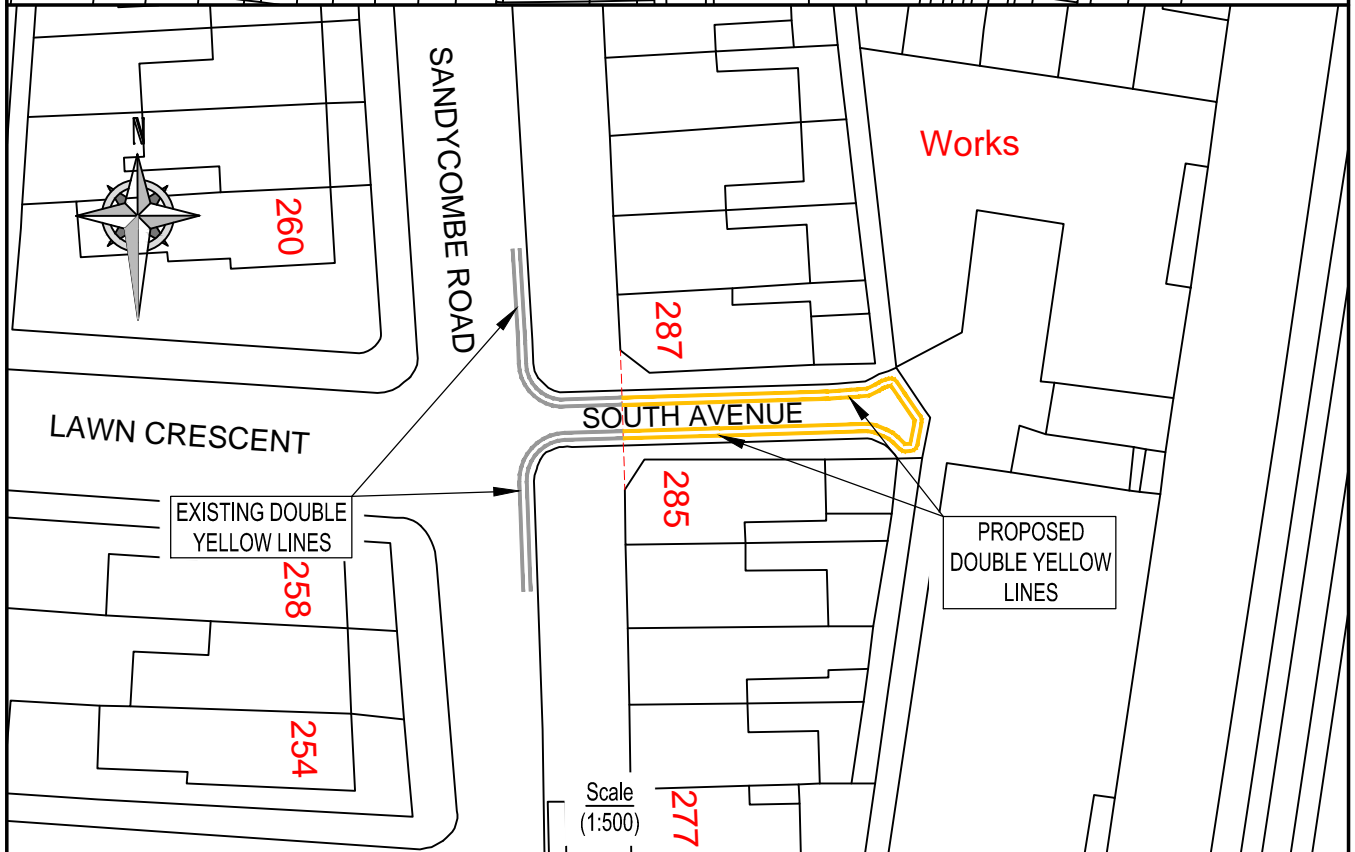 SANDYCOMBE ROAD
Works
N
260
287
SOUTH AVENUE
LAWN CRESCENT
285
EXISTING DOUBLE
YELLOW LINES
PROPOSED
DOUBLE YELLOW
LINES
258
254
Scale
(1:500)
277